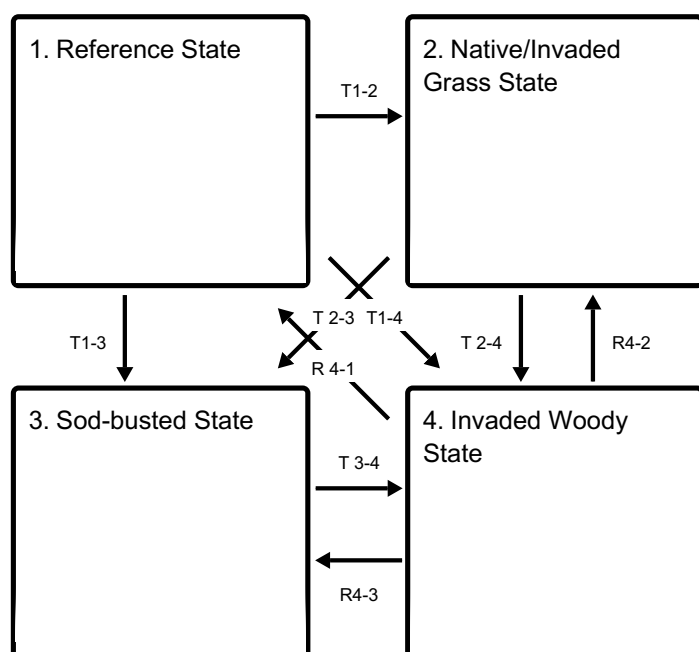 1. Reference State
2. Native/Invaded
Grass State
T1-2
T 2-3
T1-4
T1-3
R 4-1
T 2-4
R4-2
3. Sod-busted State
4. Invaded Woody
State
T 3-4
R4-3